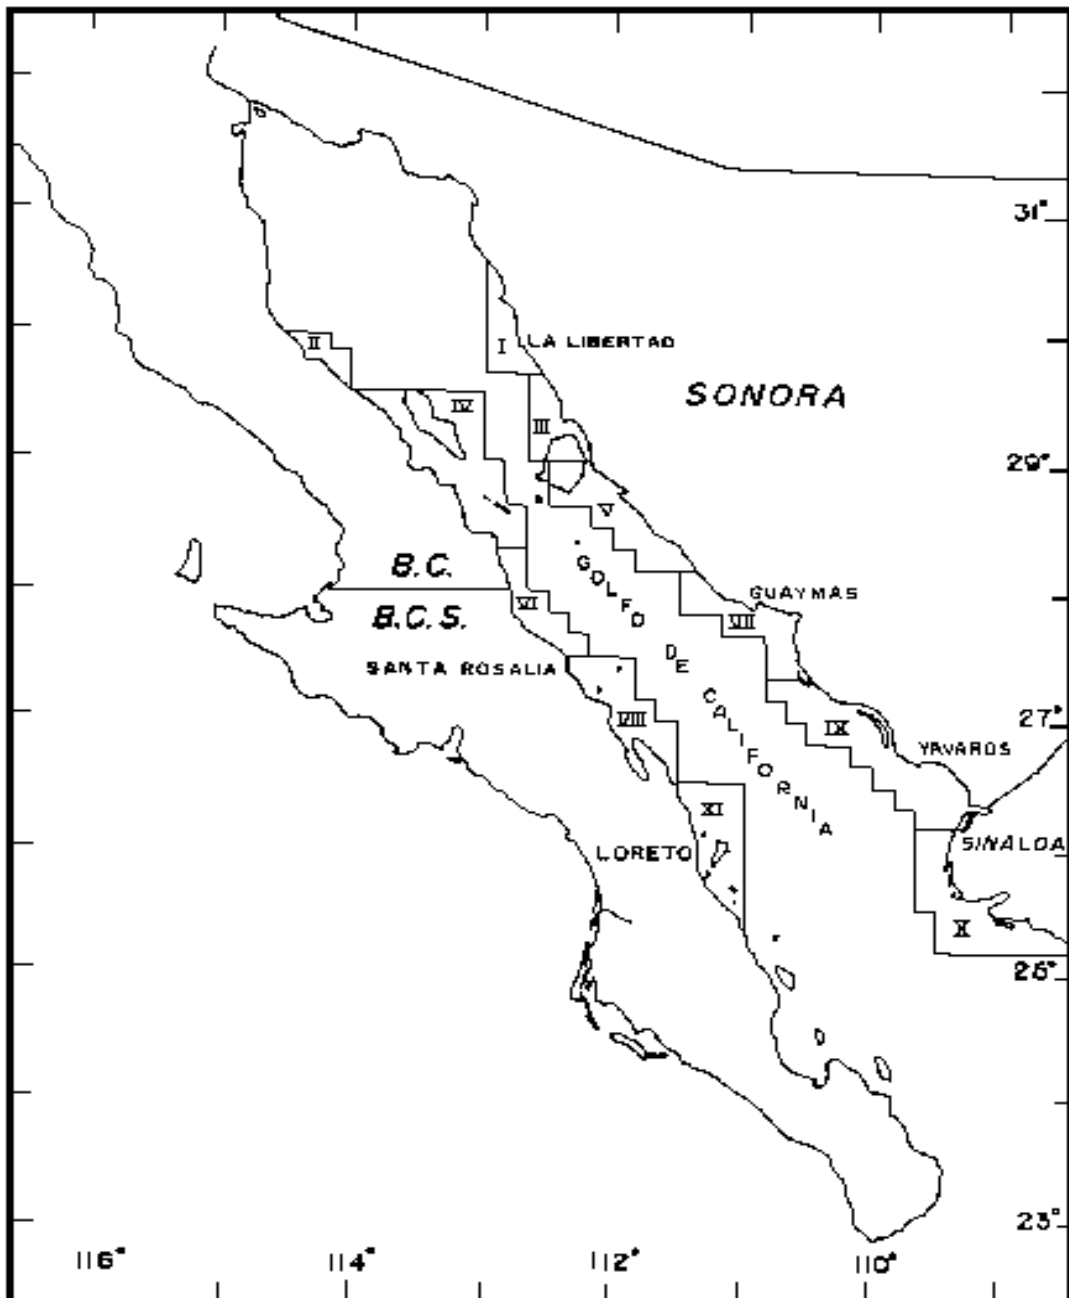 31°
II
I
LA LIBERTAD
SONORA
IV
III
29°
V
B.C.
GOLFO DE CALIFORNIA
GUAYMAS
VI
B.C.S.
VII
SANTA ROSALIA
VIII
IX
27°
YAVAROS
XI
LORETO
SINALOA
X
25°
23°
116°
114°
112°
110°